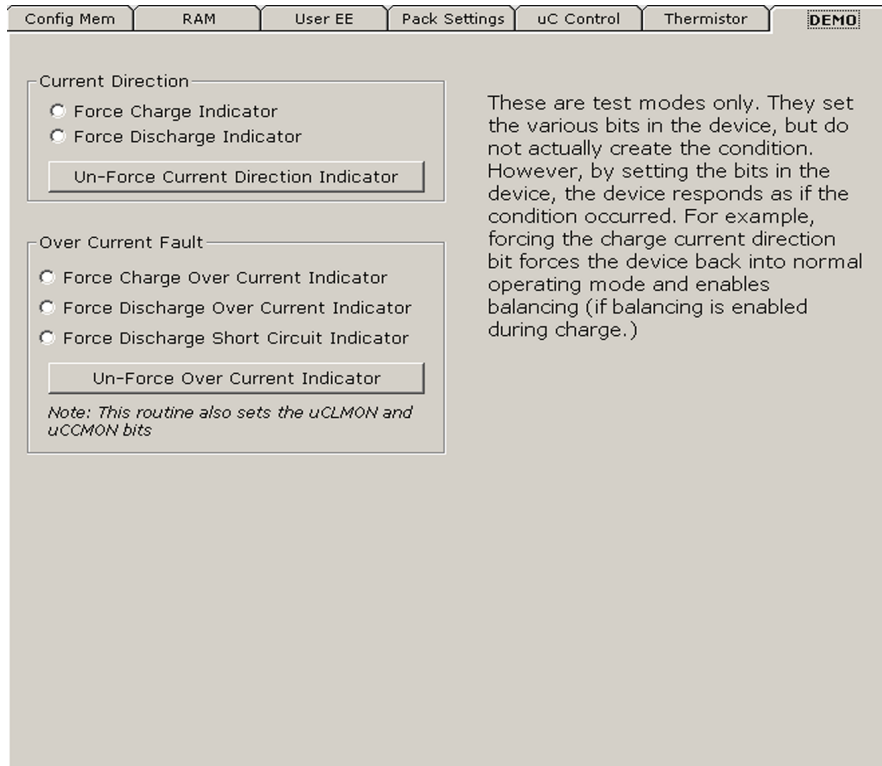 Config Mem RAM User EE Pack Settings uC Control Thermistor DEMO
Current Direction
Force Charge Indicator
Force Discharge Indicator
Un-Force Current Direction Indicator
Over Current Fault
Force Charge Over Current Indicator
Force Discharge Over Current Indicator
Force Discharge Short Circuit Indicator
Un-Force Over Current Indicator
Note: This routine also sets the uCLMON and
uCCMON bits
These are test modes only. They set
the various bits in the device, but do
not actually create the condition.
However, by setting the bits in the
device, the device responds as if the
condition occurred. For example,
forcing the charge current direction
bit forces the device back into normal
operating mode and enables
balancing (if balancing is enabled
during charge.)